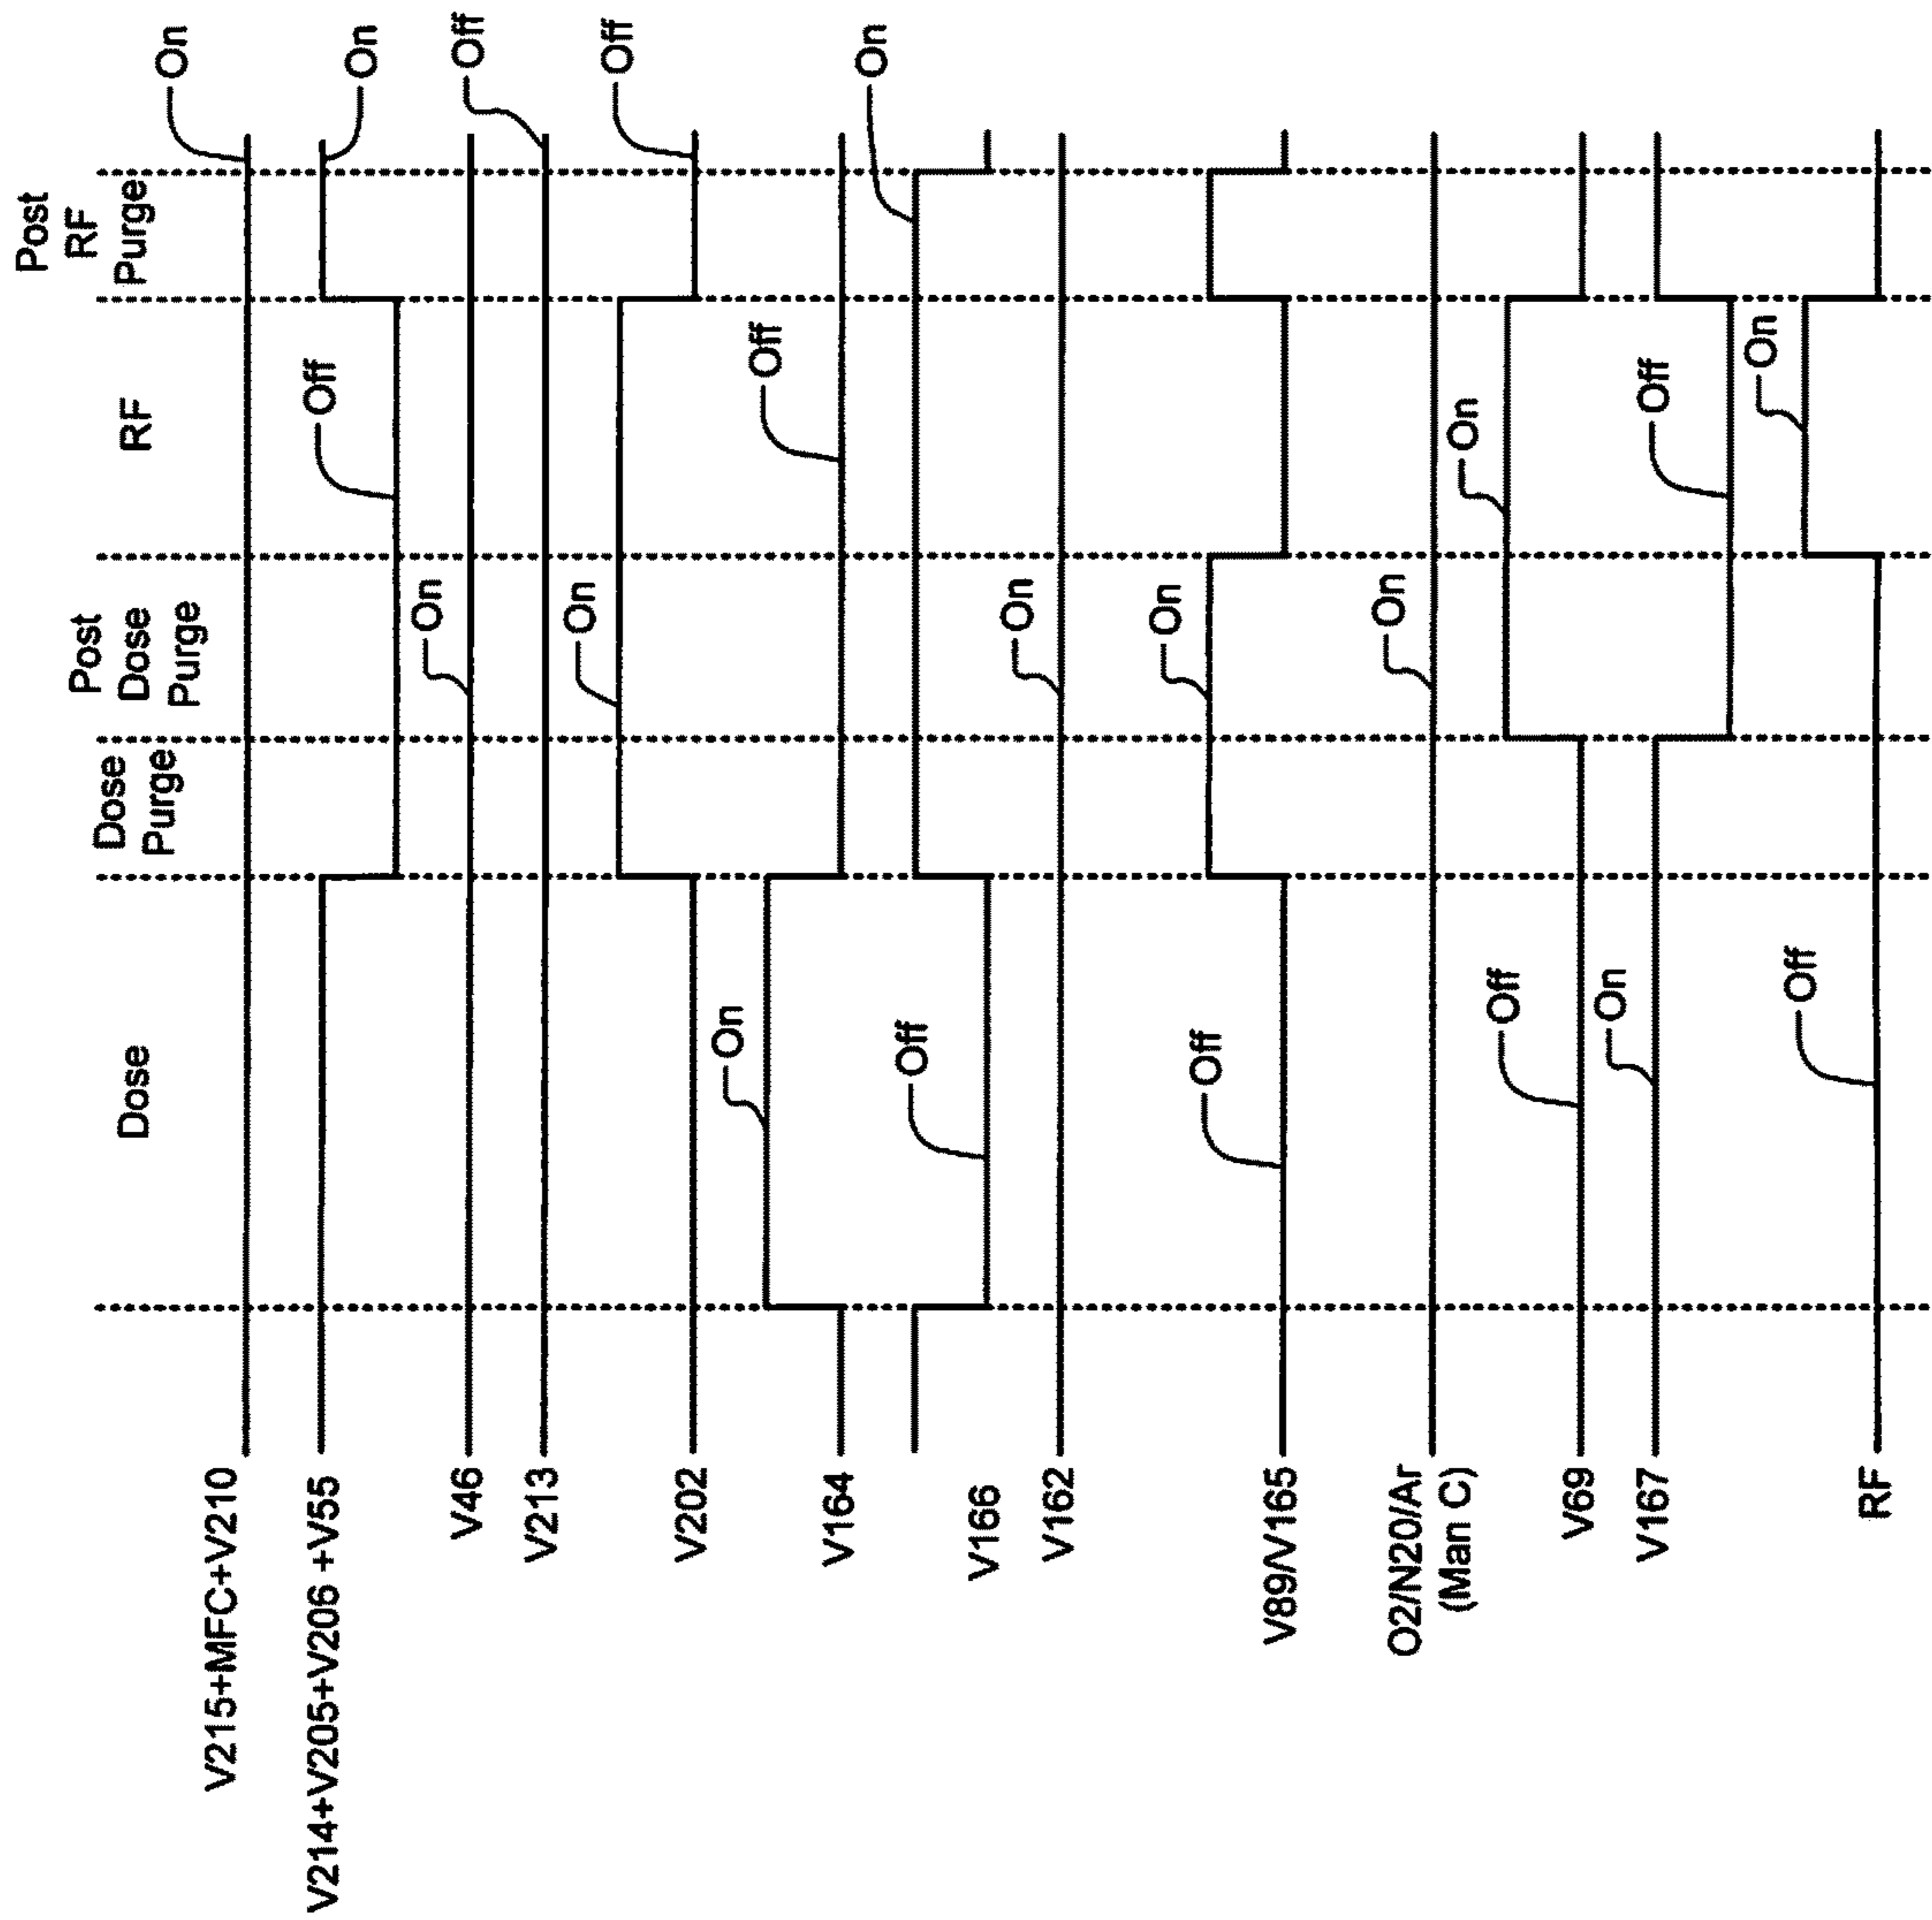 Dose
Dose
Purge
Post
Dose
Purge
RF
Post
RF
Purge
V215+MFC+V210
On
V214+V205+V206 +V55
Off
On
V46
On
V213
Off
V202
On
Off
V164
On
Off
V166
Off
On
V162
On
V89/V165
Off
On
O2/N20/Ar
(Man C)
On
V69
Off
On
V167
On
Off
RF
Off
On